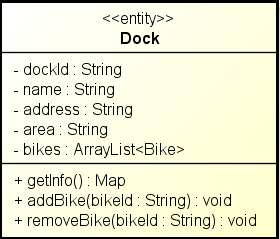 <<entity>>
Dock
- dockId : String
- name : String
- address : String
- area : String
- bikes : ArrayList<Bike>
+ getInfo() : Map
+ addBike(bikeId : String) : void
+ removeBike(bikeId : String) : void